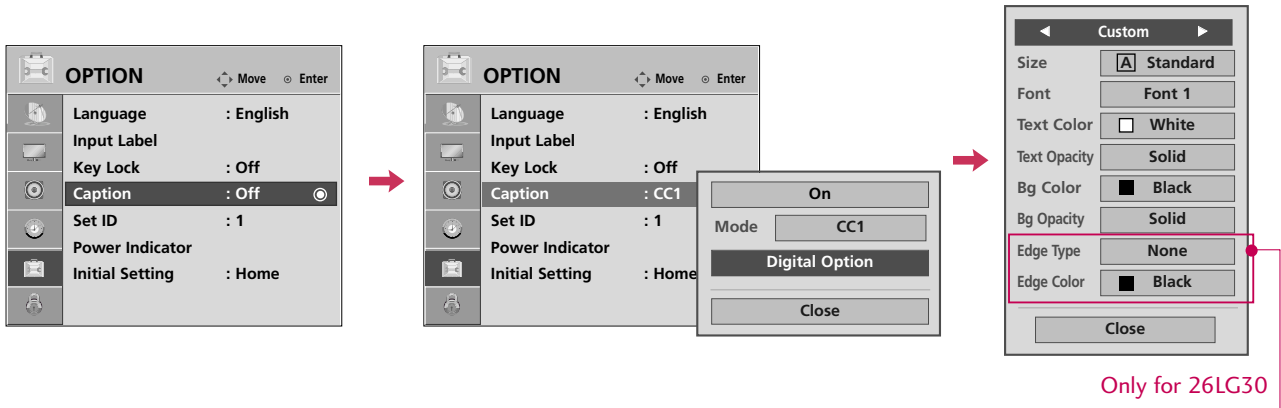 OPTION Move Enter
Language : English
Input Label
Key Lock : Off
Caption : Off
Set ID : 1
Power Indicator
Initial Setting : Home
OPTION Move Enter
Language : English
Input Label
Key Lock : Off
Caption : CC1
Set ID : 1
Power Indicator
Initial Setting : Home
On
Mode CC1
Digital Option
Close
Custom
Size A Standard
Font Font 1
Text Color White
Text Opacity Solid
Bg Color Black
Bg Opacity Solid
Edge Type None
Edge Color Black
Close
Only for 26LG30